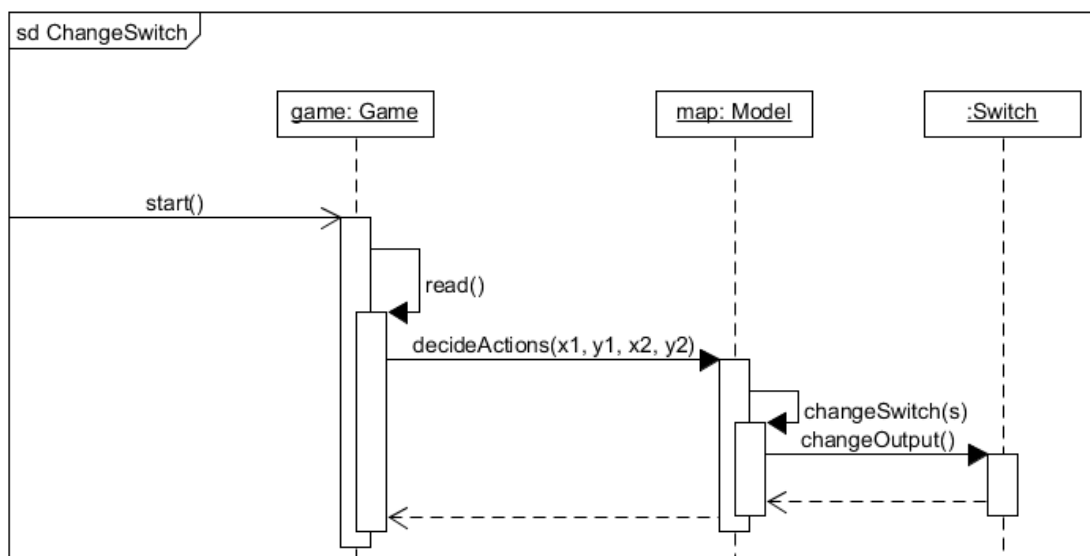 sd ChangeSwitch
game: Game
map: Model
:Switch
start()
read()
decideActions(x1, y1, x2, y2)
changeSwitch(s)
changeOutput()